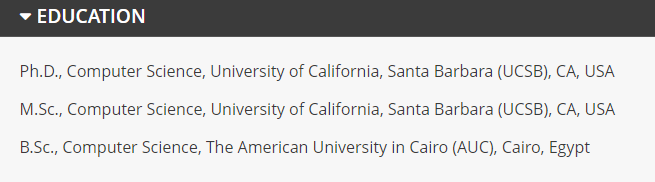 EDUCATION
Ph.D., Computer Science, University of California, Santa Barbara (UCSB), CA, USA
M.Sc., Computer Science, University of California, Santa Barbara (UCSB), CA, USA
B.Sc., Computer Science, The American University in Cairo (AUC), Cairo, Egypt